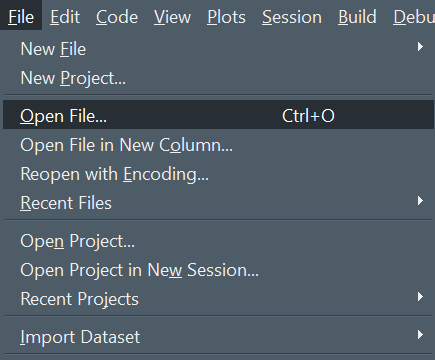 File Edit Code View Plots Session Build Debu
New File
New Project...
Open File... Ctrl+O
Open File in New Column...
Reopen with Encoding...
Recent Files
Open Project...
Open Project in New Session...
Recent Projects
Import Dataset